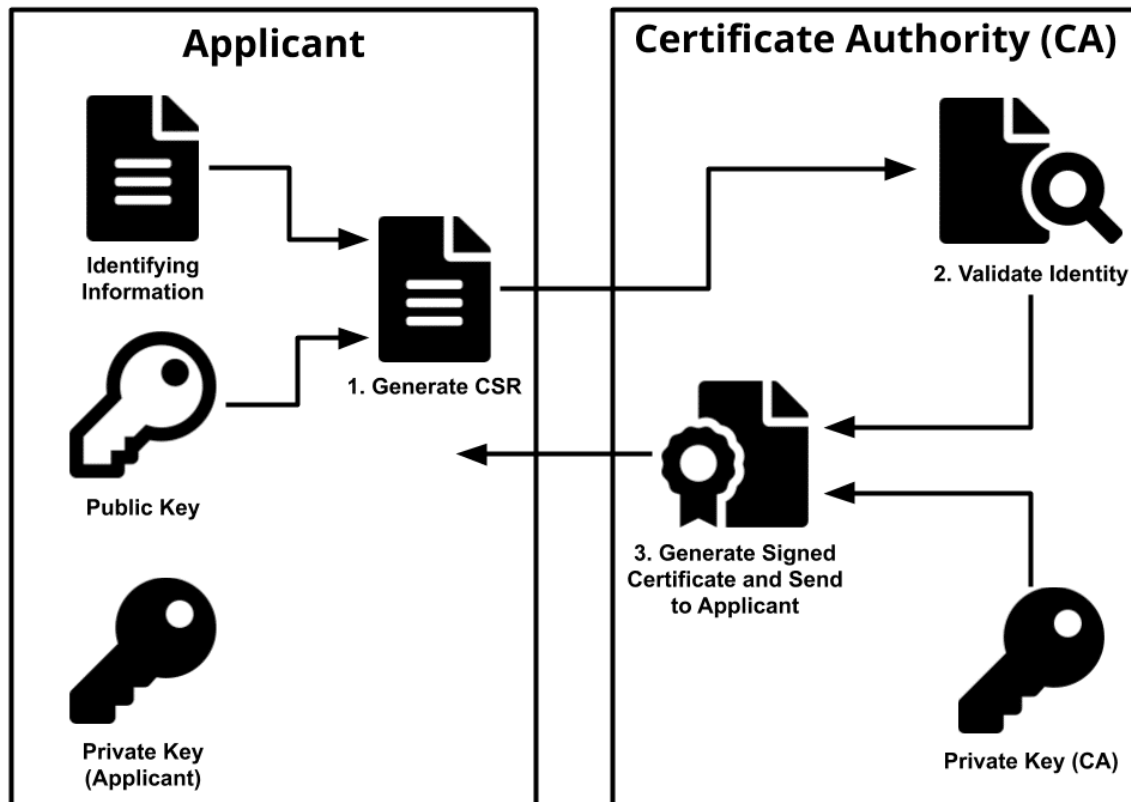 Applicant
Identifying
Information
1. Generate CSR
Public Key
Private Key
(Applicant)
Certificate Authority (CA)
2. Validate Identity
3. Generate Signed
Certificate and Send
to Applicant
Private Key (CA)